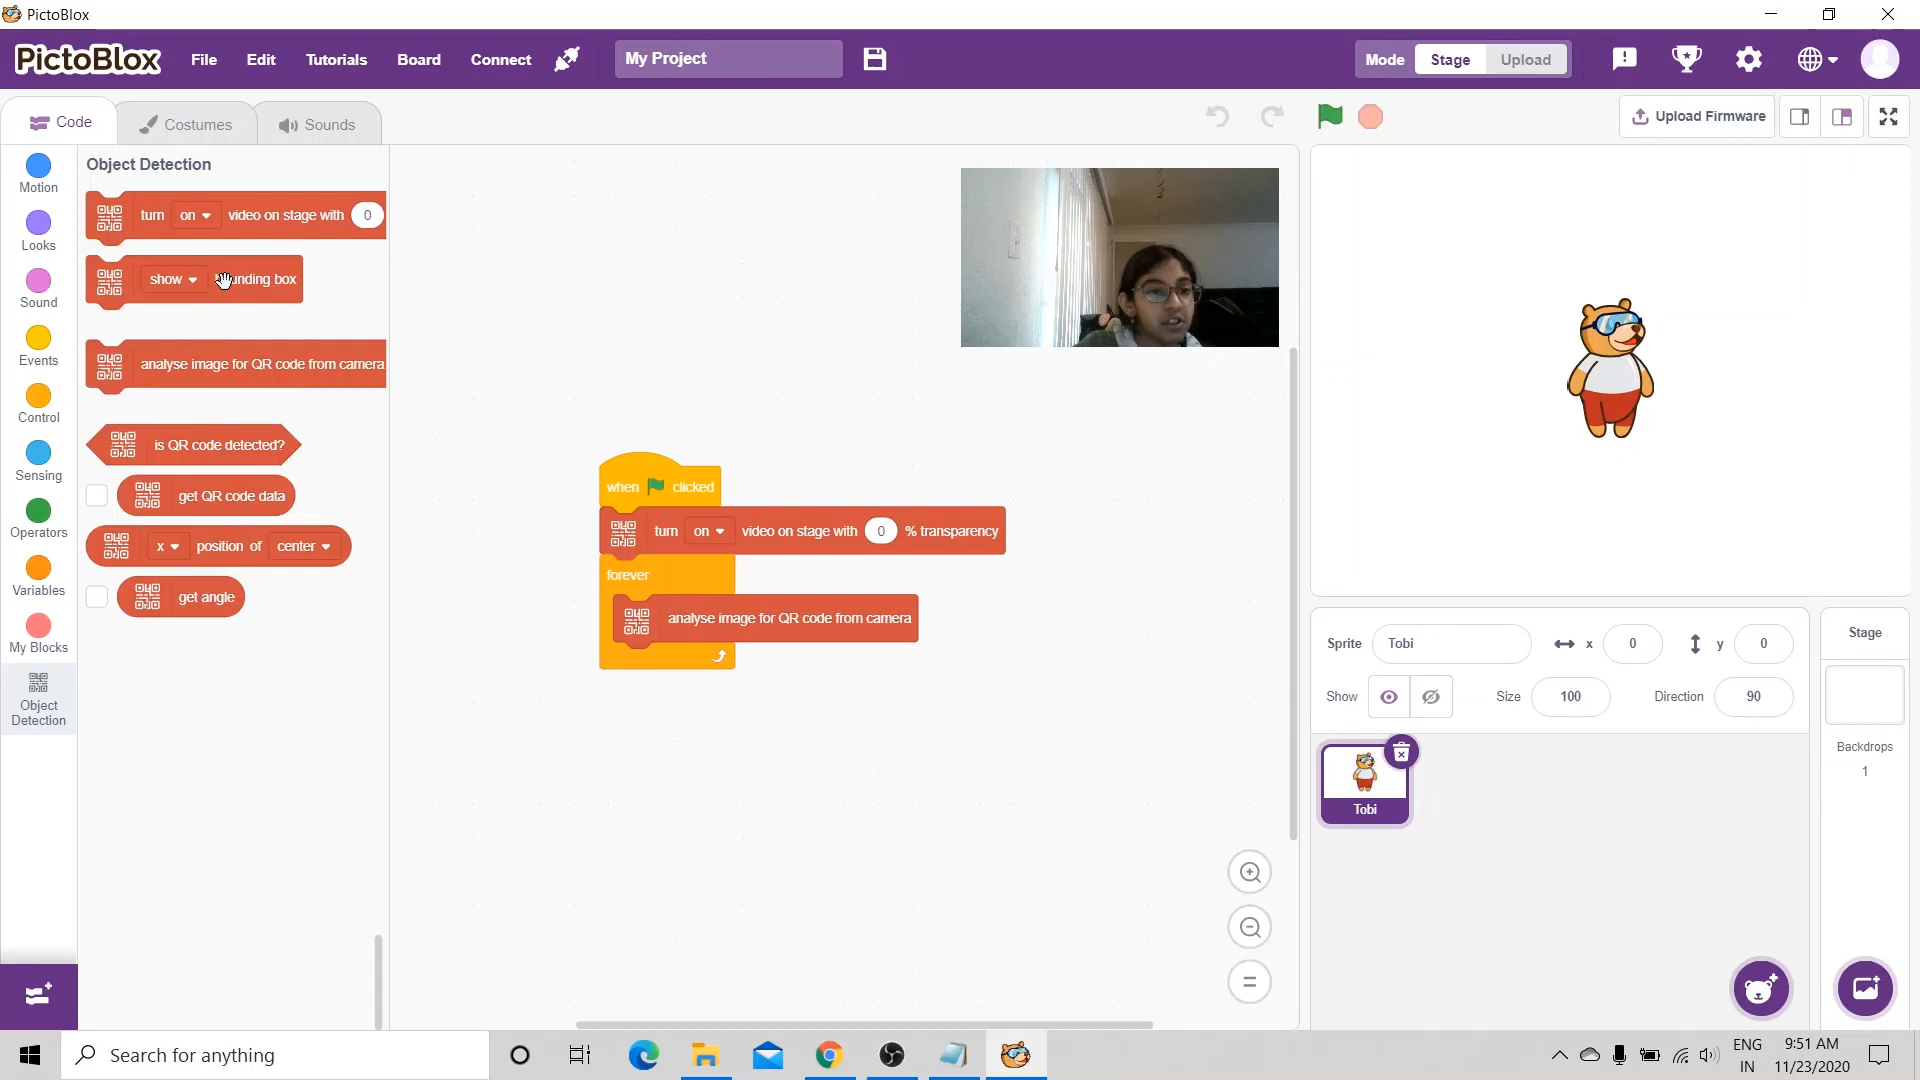 PictoBlox
PictoBlox File Edit Tutorials Board Connect My Project Mode Stage Upload
Code Costumes Sounds Upload Firmware
Motion
Looks
Sound
Events
Control
Sensing
Operators
Variables
My Blocks
Object
Detection
Object Detection
turn on video on stage with 0
show unding box
analyse image for QR code from camera
is QR code detected?
get QR code data
x position of center
get angle
when clicked
turn on video on stage with 0 % transparency
forever
analyse image for QR code from camera
Sprite Tobi x 0 y 0
Show Size 100 Direction 90
Tobi
Stage
Backdrops
1
Search for anything
ENG
IN
9:51 AM
11/23/2020